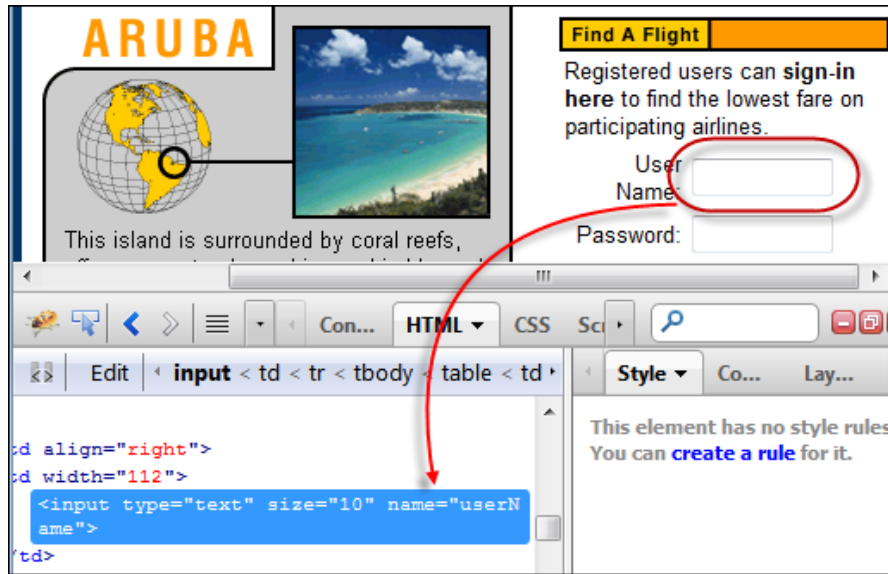 ARUBA
This island is surrounded by coral reefs,
Find A Flight
Registered users can sign-in
here to find the lowest fare on
participating airlines.
User
Name:
Password:
Con...
HTML
CSS
Edit
input < td < tr < tbody < table < td
td align="right">
td width="112">
<input type="text" size="10" name="userN
ame">
/td>
Style
Co...
Lay...
This element has no style rules
You can create a rule for it.